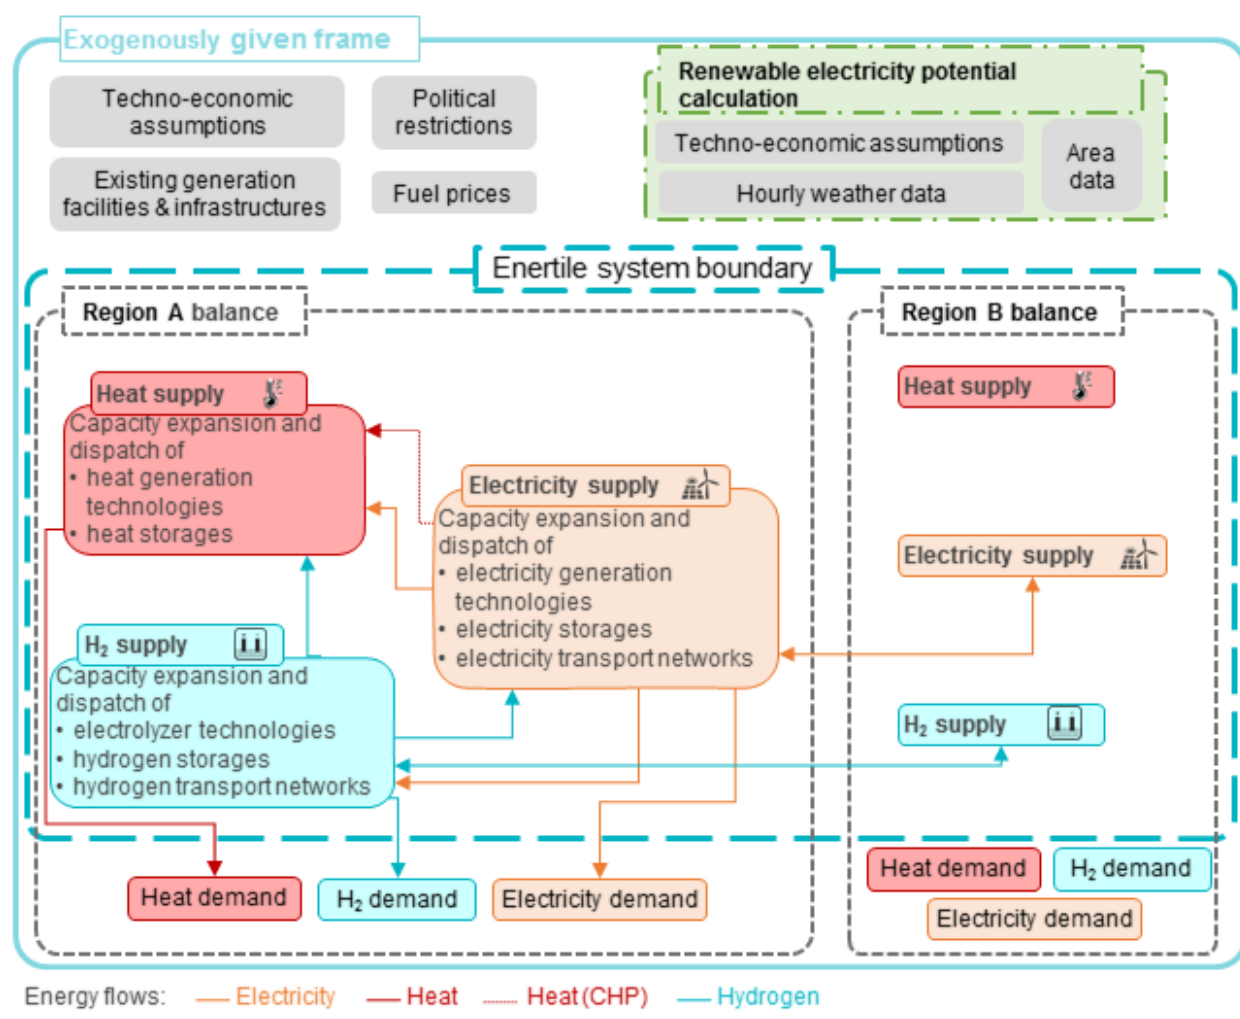 Exogenously given frame
Techno-economic
assumptions
Political
restrictions
Existing generation
facilities & infrastructures
Fuel prices
Renewable electricity potential
calculation
Techno-economic assumptions
Hourly weather data
Area
data
Enertile system boundary
Region A balance
Heat supply
Capacity expansion and
dispatch of
• heat generation
technologies
• heat storages
Electricity supply
Capacity expansion and
dispatch of
• electricity generation
technologies
• electricity storages
• electricity transport networks
H₂ supply
Capacity expansion and
dispatch of
• electrolyzer technologies
• hydrogen storages
• hydrogen transport networks
Heat demand
H₂ demand
Electricity demand
Region B balance
Heat supply
Electricity supply
H₂ supply
Heat demand
H₂ demand
Electricity demand
Energy flows: Electricity Heat Heat (CHP) Hydrogen